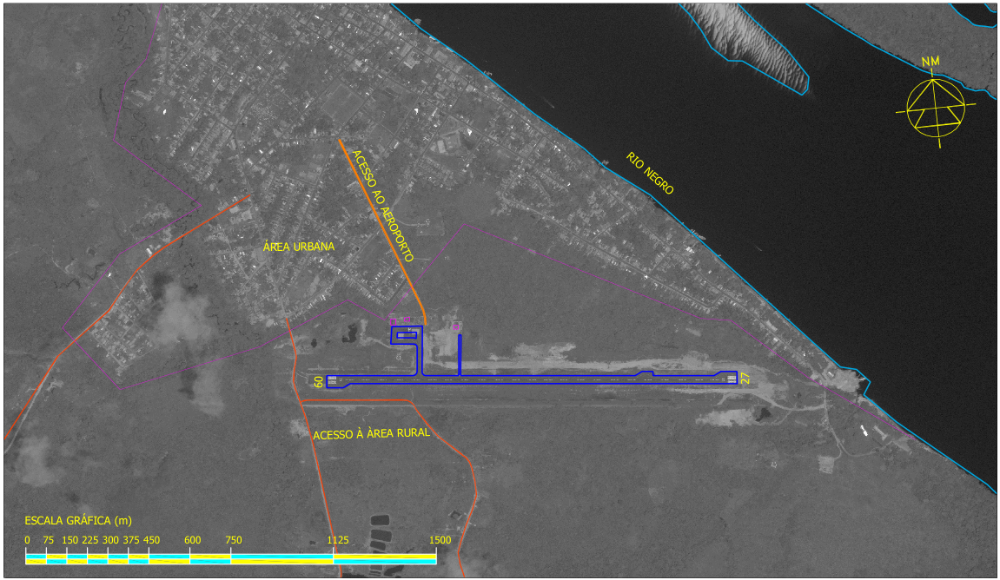 NM
RIO NEGRO
ACESSO AO AEROPORTO
ÁREA URBANA
09
27
ACESSO À ÀREA RURAL
ESCALA GRÁFICA (m)
0 75 150 225 300 375 450 600 750 1125 1500